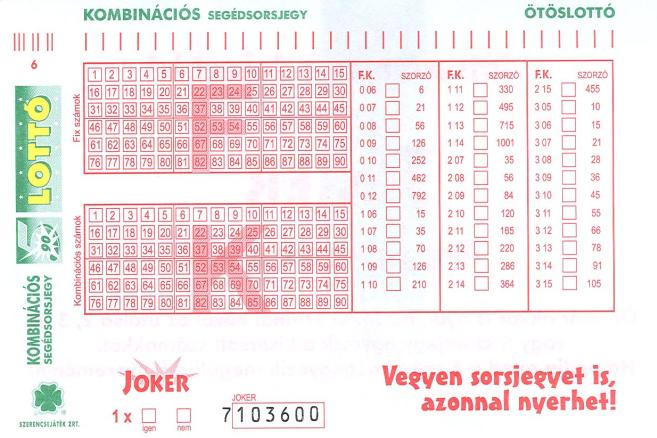 KOMBINÁCIÓS SEGÉDSORSJEGY
ÖTÖSLOTTÓ
6
LOTTÓ
90
KOMBINÁCIÓS
SEGÉDSORSJEGY
SZERENCSEJÁTÉK ZRT.
Fix számok
1 2 3 4 5 6 7 8 9 10 11 12 13 14 15
16 17 18 19 20 21 22 23 24 25 26 27 28 29 30
31 32 33 34 35 36 37 38 39 40 41 42 43 44 45
46 47 48 49 50 51 52 53 54 55 56 57 58 59 60
61 62 63 64 65 66 67 68 69 70 71 72 73 74 75
76 77 78 79 80 81 82 83 84 85 86 87 88 89 90
Kombinációs számok
1 2 3 4 5 6 7 8 9 10 11 12 13 14 15
16 17 18 19 20 21 22 23 24 25 26 27 28 29 30
31 32 33 34 35 36 37 38 39 40 41 42 43 44 45
46 47 48 49 50 51 52 53 54 55 56 57 58 59 60
61 62 63 64 65 66 67 68 69 70 71 72 73 74 75
76 77 78 79 80 81 82 83 84 85 86 87 88 89 90
F.K. SZORZÓ
0 06 6
0 07 21
0 08 56
0 09 126
0 10 252
0 11 462
0 12 792
1 06 15
1 07 35
1 08 70
1 09 126
1 10 210
F.K. SZORZÓ
1 11 330
1 12 495
1 13 715
1 14 1001
2 07 35
2 08 56
2 09 84
2 10 120
2 11 165
2 12 220
2 13 286
2 14 364
F.K. SZORZÓ
2 15 455
3 05 10
3 06 15
3 07 21
3 08 28
3 09 36
3 10 45
3 11 55
3 12 66
3 13 78
3 14 91
3 15 105
JOKER
1 x
igen nem
JOKER
7103600
Vegyen sorsjegyet is,
azonnal nyerhet!